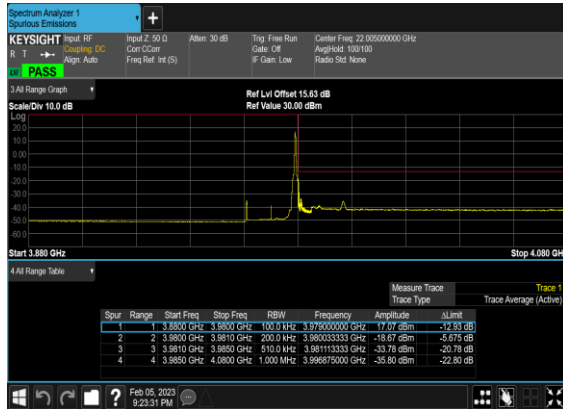 Spectrum Analyzer 1
Spurious Emissions
+
KEYSIGHT Input: RF Input Z: 50 Ω Atten: 30 dB Trig: Free Run Center Freq: 22.005000000 GHz
R T Coupling: DC Corr CCorr Gate: Off Avg|Hold: 100/100
Align: Auto Freq Ref: Int (S) IF Gain: Low Radio Std: None
PASS
3 All Range Graph
Ref Lvl Offset 15.63 dB
Scale/Div 10.0 dB Ref Value 30.00 dBm
Log
20.0
10.0
0.00
-10.0
-20.0
-30.0
-40.0
-50.0
-60.0
Start 3.880 GHz Stop 4.080 GH
4 All Range Table
Measure Trace Trace 1
Trace Type Trace Average (Active)
Spur Range Start Freq Stop Freq RBW Frequency Amplitude ΔLimit
1 1 3.8800 GHz 3.9800 GHz 100.0 kHz 3.979000000 GHz 17.07 dBm -12.93 dB
2 2 3.9800 GHz 3.9810 GHz 200.0 kHz 3.980033333 GHz -18.67 dBm -5.675 dB
3 3 3.9810 GHz 3.9850 GHz 510.0 kHz 3.981113333 GHz -33.78 dBm -20.78 dB
4 4 3.9850 GHz 4.0800 GHz 1.000 MHz 3.996875000 GHz -35.80 dBm -22.80 dB
? Feb 05, 2023
9:23:31 PM